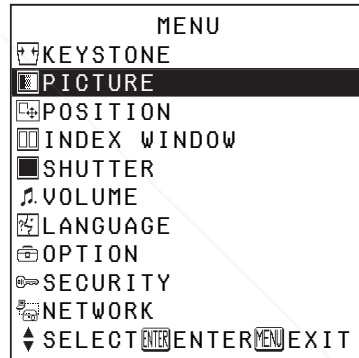 MENU
KEYSTONE
PICTURE
POSITION
INDEX WINDOW
SHUTTER
VOLUME
LANGUAGE
OPTION
SECURITY
NETWORK
SELECT ENTER ENTER MENU EXIT